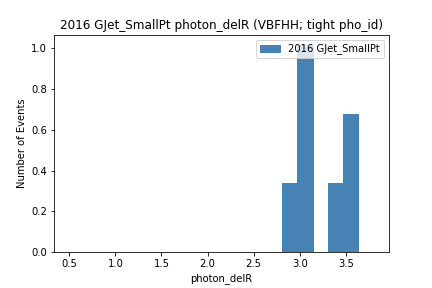 2016 GJet_SmallPt photon_delR (VBFHH; tight pho_id)
2016 GJet_SmallPt
1.0
0.8
0.6
0.4
0.2
0.0
Number of Events
0.5 1.0 1.5 2.0 2.5 3.0 3.5
photon_delR